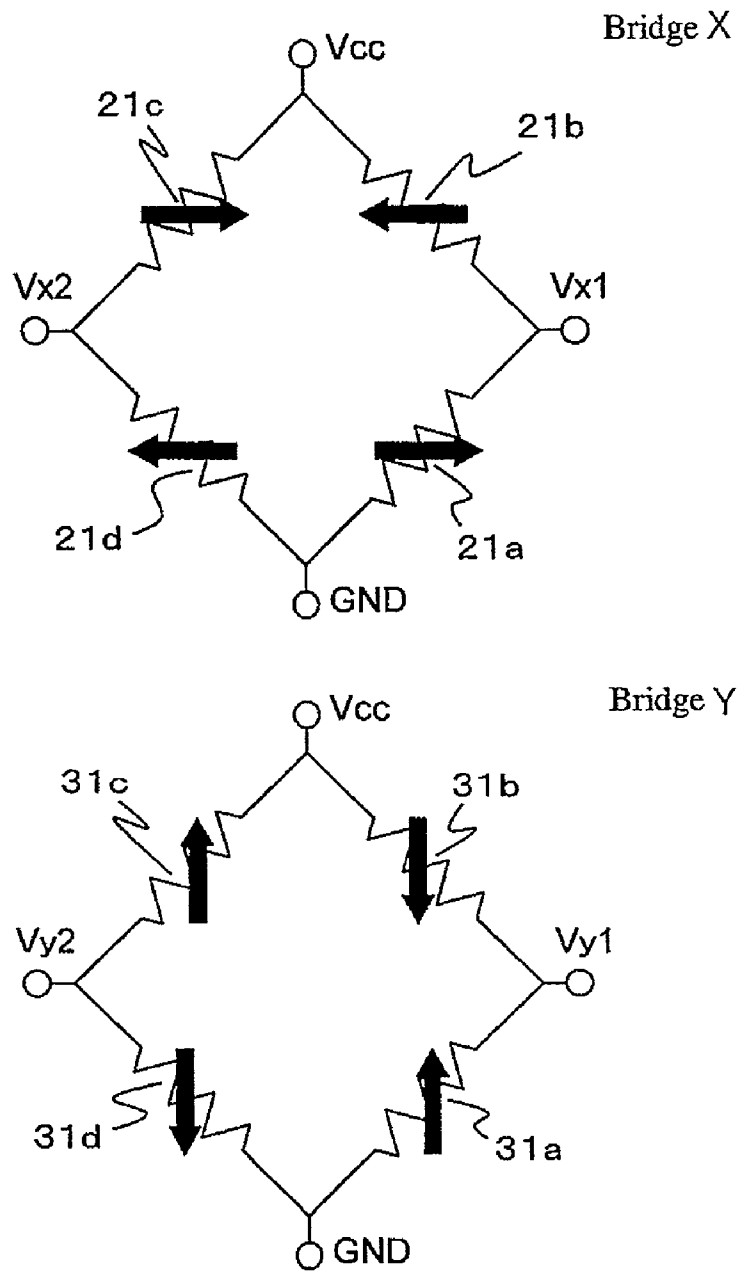 Bridge X
Vcc
21c
21b
Vx2
Vx1
21d
21a
GND
Bridge Y
Vcc
31c
31b
Vy2
Vy1
31d
31a
GND